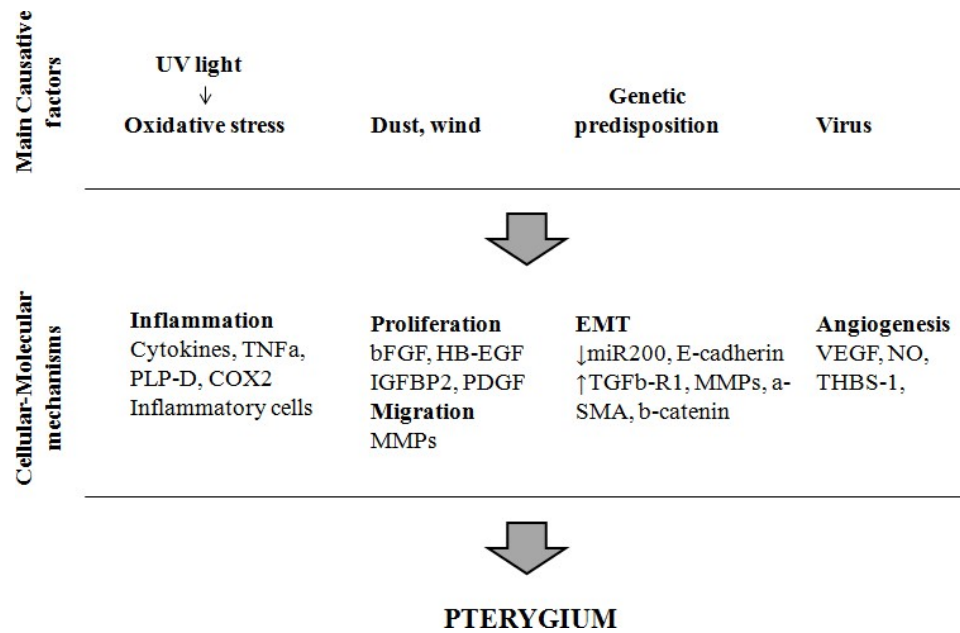 Main Causative
factors
UV light
↓
Oxidative stress
Dust, wind
Genetic
predisposition
Virus
Cellular-Molecular
mechanisms
Inflammation
Cytokines, TNFa,
PLP-D, COX2
Inflammatory cells
Proliferation
bFGF, HB-EGF
IGFBP2, PDGF
Migration
MMPs
EMT
↓miR200, E-cadherin
↑TGFb-R1, MMPs, a-
SMA, b-catenin
Angiogenesis
VEGF, NO,
THBS-1,
PTERYGIUM